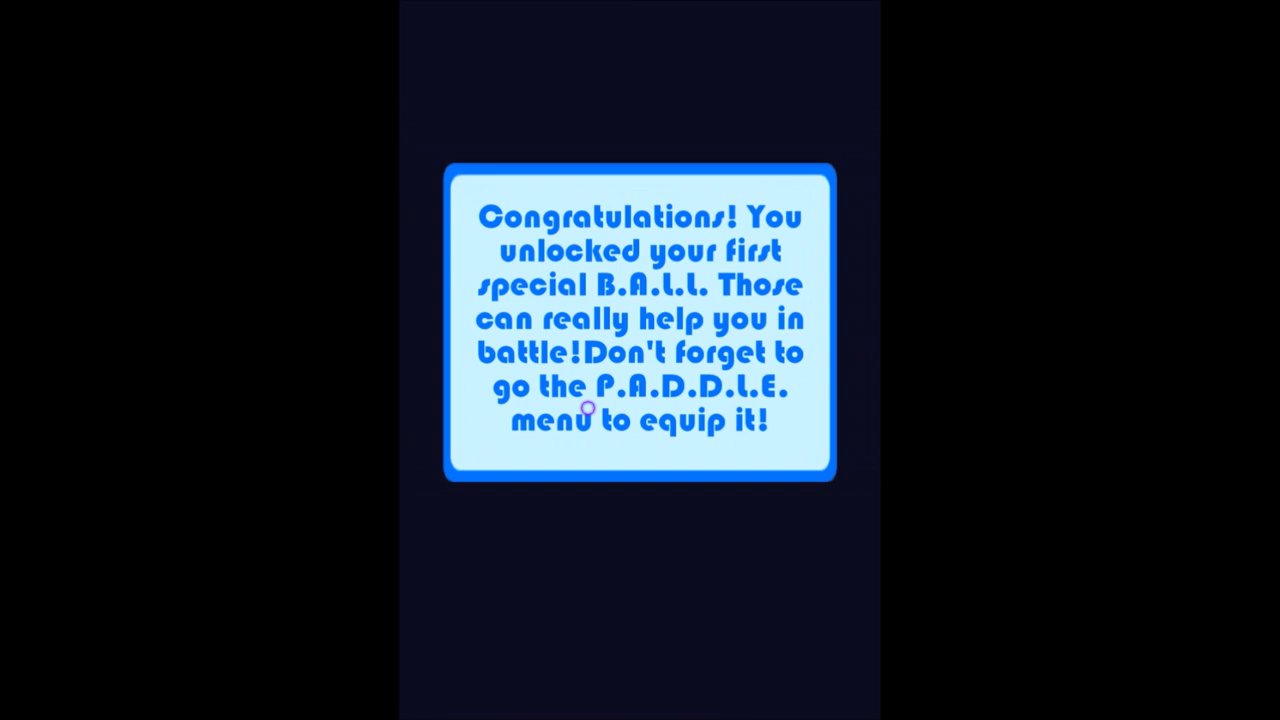 Congratulations! You
unlocked your first
special B.A.L.L. Those
can really help you in
battle!Don't forget to
go the P.A.D.D.L.E.
menu to equip it!